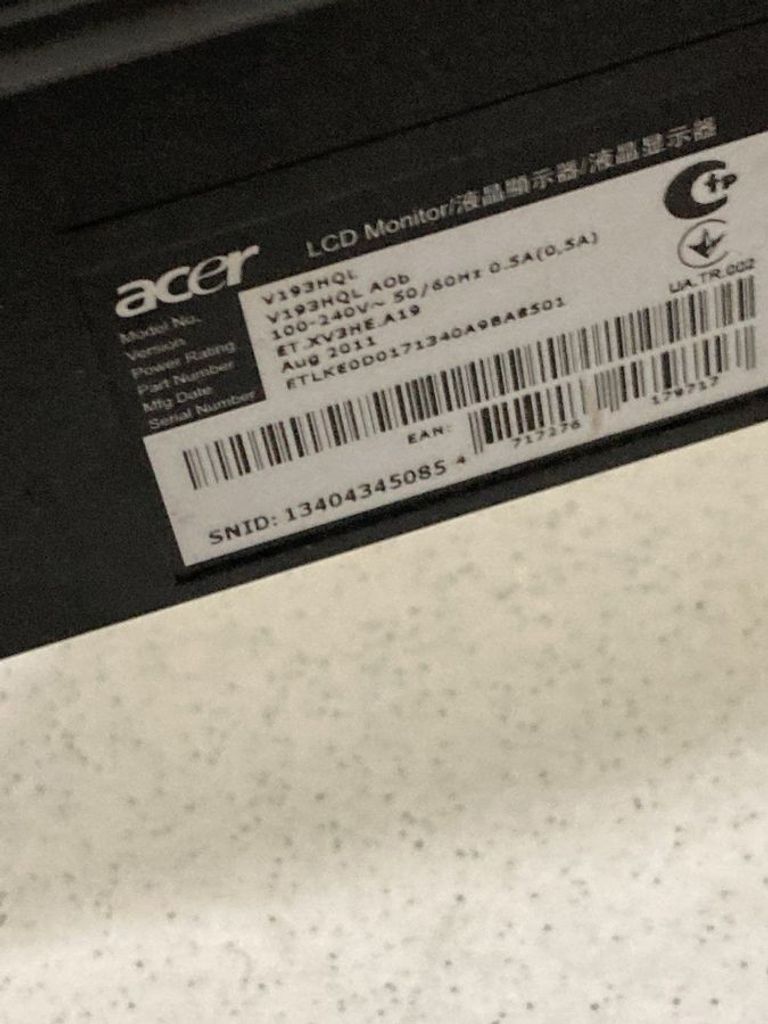 LCD Monitor/液晶顯示器/液晶显示器
acer
Model No. V193HQL
Version V193HQL AOb
Power Rating 100-240V~ 50/60Hz 0.5A(0,5A)
Part Number ET.XV3HE.A19
Mfg Date Aug 2011
Serial Number ETLKE0D0171340A9BA8501
UA.TR.002
EAN: 4 717276 179717
SNID: 13404345085